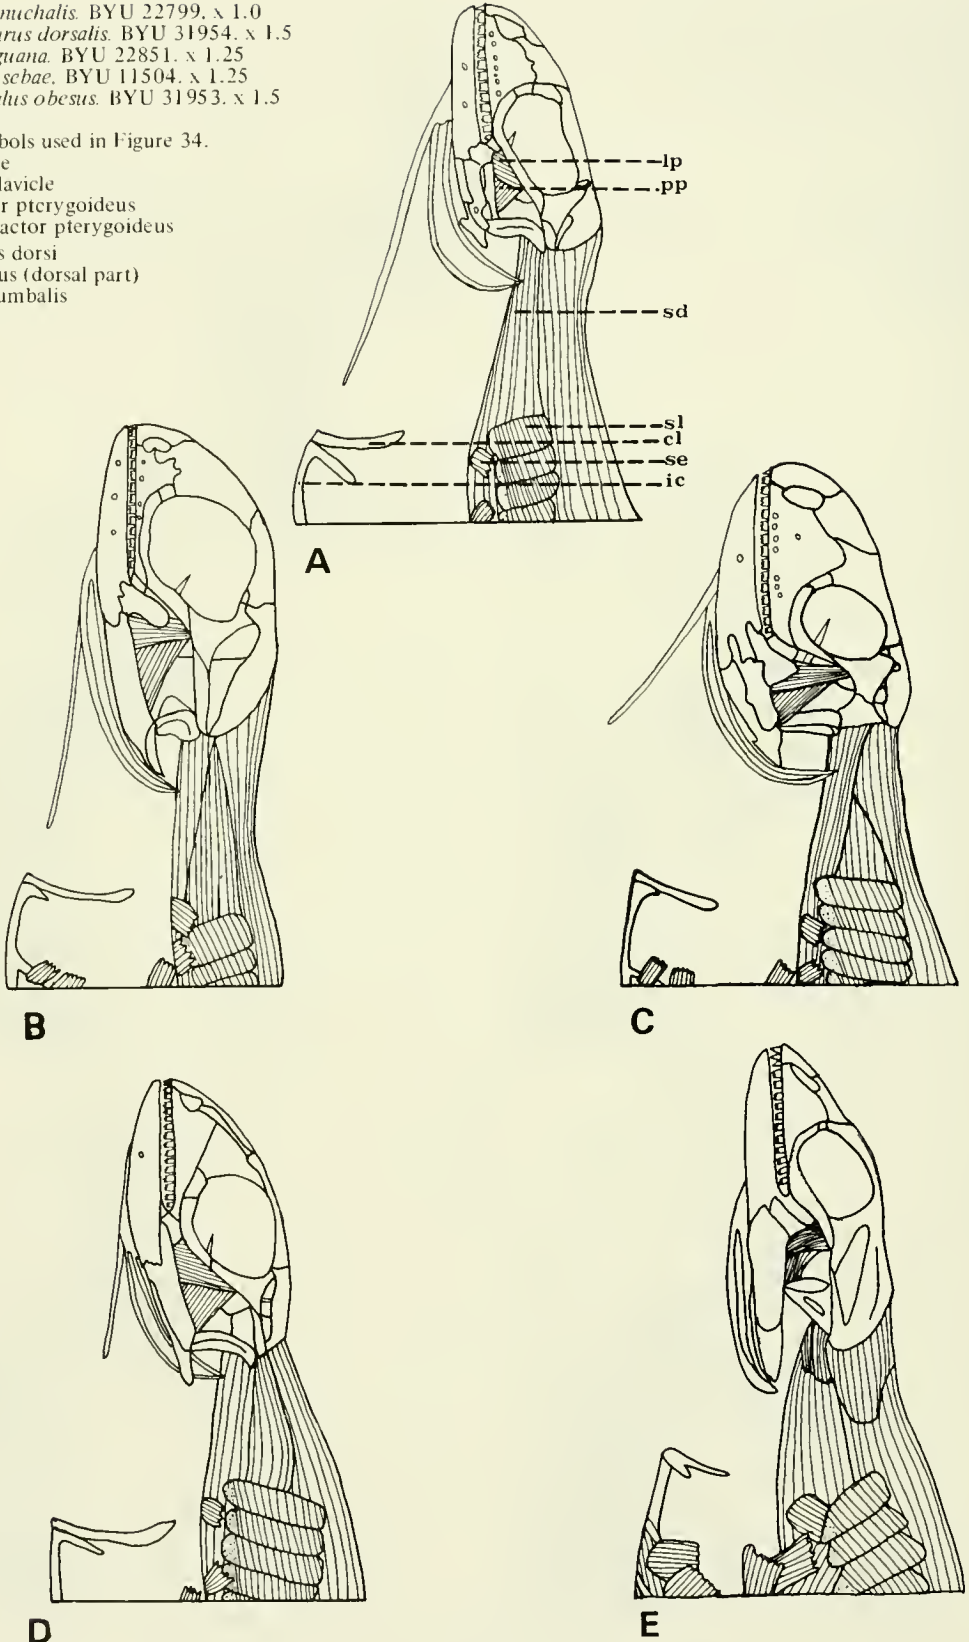 nuchalis. BYU 22799. x 1.0
rus dorsalis. BYU 31954. x 1.5
guana. BYU 22851. x 1.25
sebae. BYU 11504. x 1.25
lus obesus. BYU 31953. x 1.5
bols used in Figure 34.
e
lavicle
r pterygoideus
actor pterygoideus
s dorsi
us (dorsal part)
umbalis
lp
pp
sd
sl
cl
se
ic
A
B
C
D
E